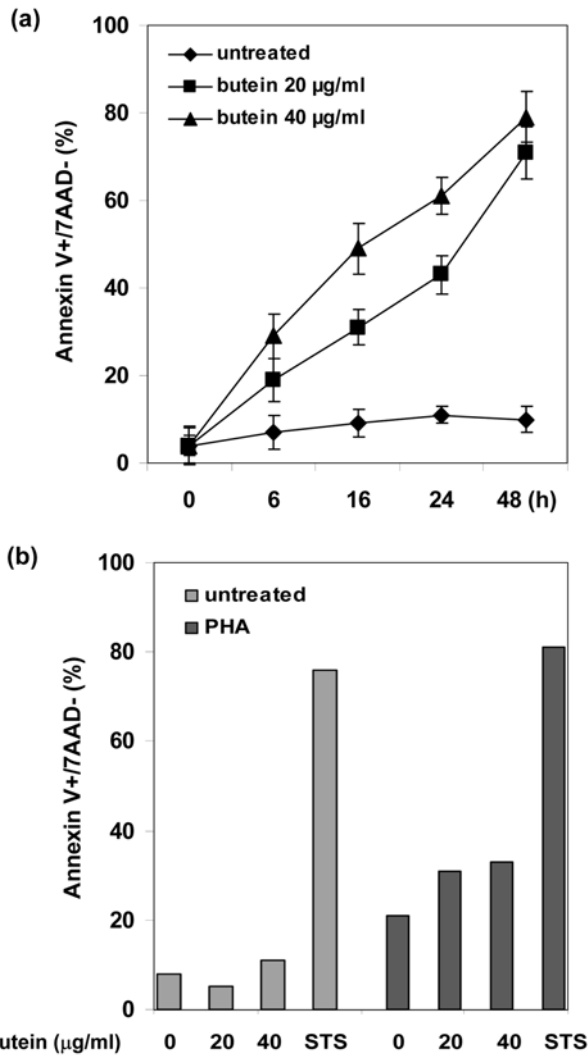 (a)
100
80
60
40
20
0
Annexin V+/7AAD- (%)
untreated
butein 20 µg/ml
butein 40 µg/ml
0 6 16 24 48 (h)
(b)
100
80
60
40
20
0
Annexin V+/7AAD- (%)
untreated
PHA
utein (µg/ml) 0 20 40 STS 0 20 40 STS